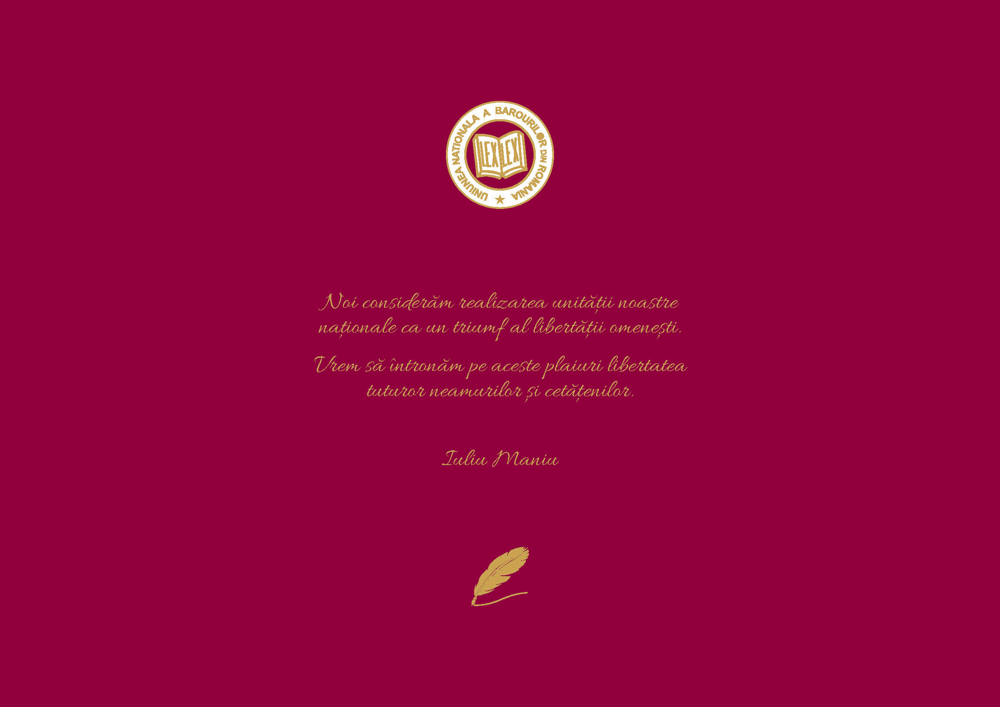 UNIUNEA NATIONALA A BAROURILOR DIN ROMANIA
LEX LEX
Noi considerăm realizarea unității noastre
naționale ca un triumf al libertății omenești.
Vrem să întronăm pe aceste plaiuri libertatea
tuturor neamurilor și cetățenilor.
Iuliu Maniu